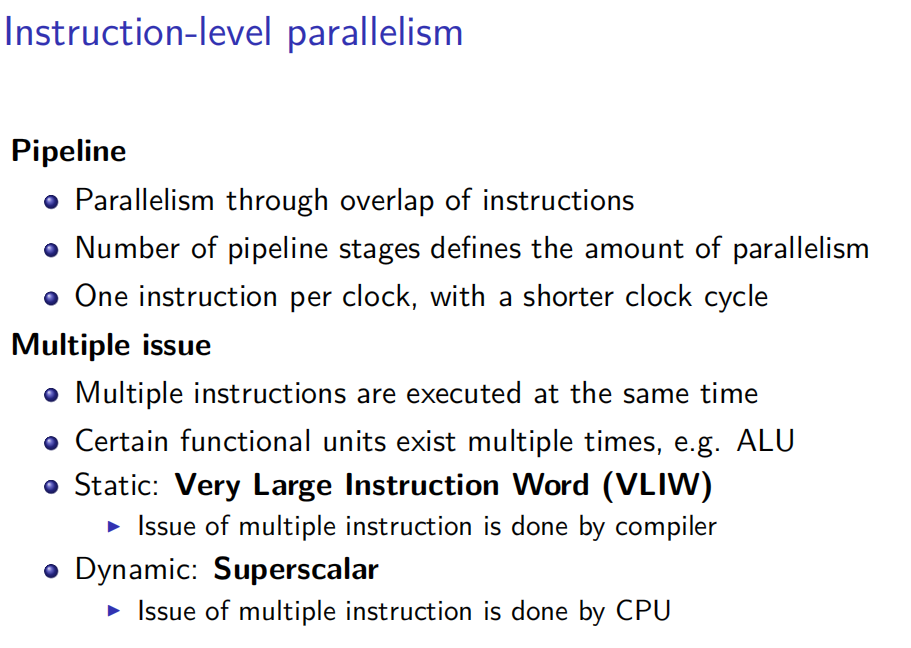 Instruction-level parallelism
Pipeline
Parallelism through overlap of instructions
Number of pipeline stages defines the amount of parallelism
One instruction per clock, with a shorter clock cycle
Multiple issue
Multiple instructions are executed at the same time
Certain functional units exist multiple times, e.g. ALU
Static: Very Large Instruction Word (VLIW)
Issue of multiple instruction is done by compiler
Dynamic: Superscalar
Issue of multiple instruction is done by CPU